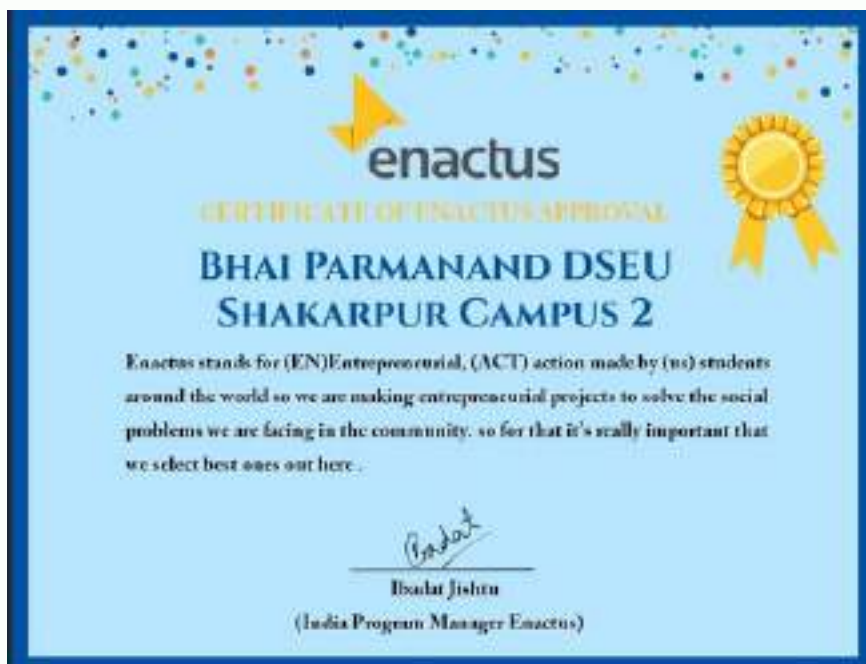 enactus
CERTIFICATE OF ENACTUS APPROVAL
BHAI PARMANAND DSEU
SHAKARPUR CAMPUS 2
Enactus stands for (EN)Entrepreneurial, (ACT) action made by (us) students
around the world so we are making entrepreneurial projects to solve the social
problems we are facing in the community. so for that it's really important that
we select best ones out here .
Ibadat
Ibadat Jishtu
(India Program Manager Enactus)